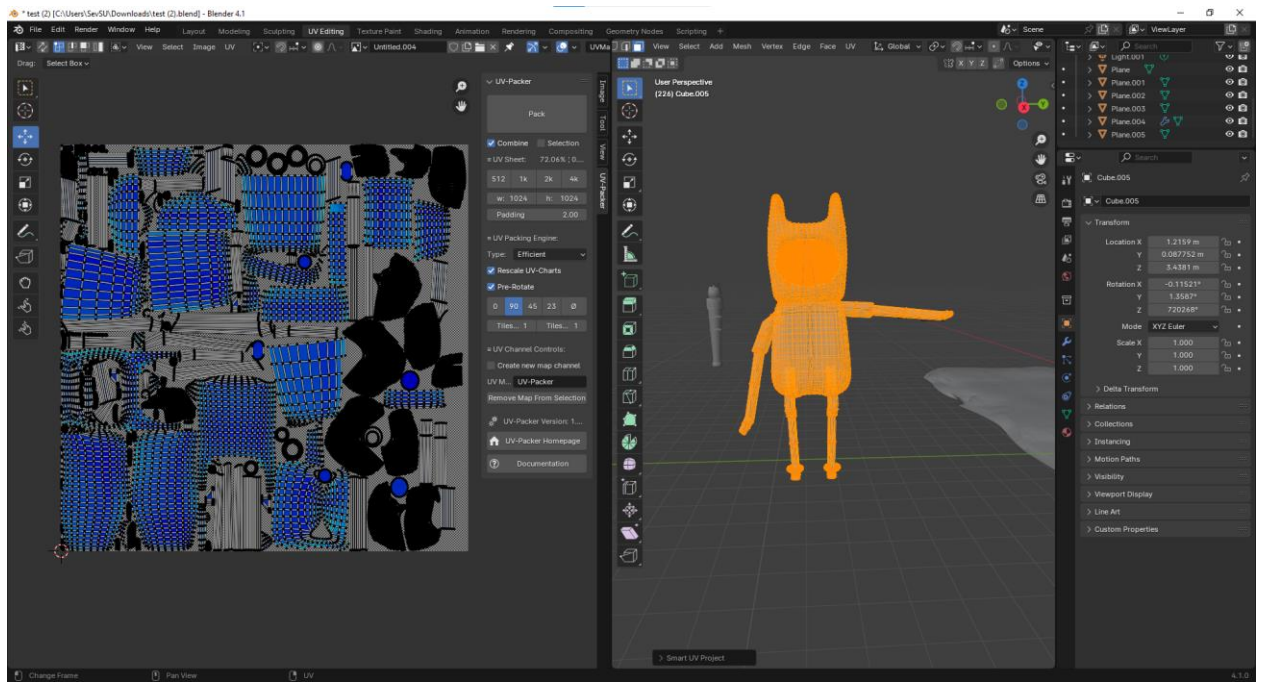 * test (2) [C:\Users\SevSU\Downloads\test (2).blend] - Blender 4.1
File Edit Render Window Help Layout Modeling Sculpting UV Editing Texture Paint Shading Animation Rendering Compositing Geometry Nodes Scripting + Scene ViewLayer
View Select Image UV Untitled.004 UVMa View Select Add Mesh Vertex Edge Face UV Global Search
Drag: Select Box X Y Z Options
UV-Packer
Pack
Combine Selection
UV Sheet: 72.06% ¦ 0....
512 1k 2k 4k
w: 1024 h: 1024
Padding 2.00
UV Packing Engine:
Type: Efficient
Rescale UV-Charts
Pre-Rotate
0 90 45 23 Ø
Tiles... 1 Tiles... 1
UV Channel Controls:
Create new map channel
UV M... UV-Packer
Remove Map From Selection
UV-Packer Version: 1....
UV-Packer Homepage
Documentation
Image
Tool
View
UV-Packer
User Perspective
(226) Cube.005
Z
Y
X
Smart UV Project
Light.001
Plane
Plane.001
Plane.002
Plane.003
Plane.004
Plane.005
Search
Cube.005
Cube.005
Transform
Location X 1.2159 m
Y 0.087752 m
Z 3.4381 m
Rotation X -0.11521°
Y 1.3587°
Z 720268°
Mode XYZ Euler
Scale X 1.000
Y 1.000
Z 1.000
Delta Transform
Relations
Collections
Instancing
Motion Paths
Visibility
Viewport Display
Line Art
Custom Properties
Change Frame Pan View UV 4.1.0